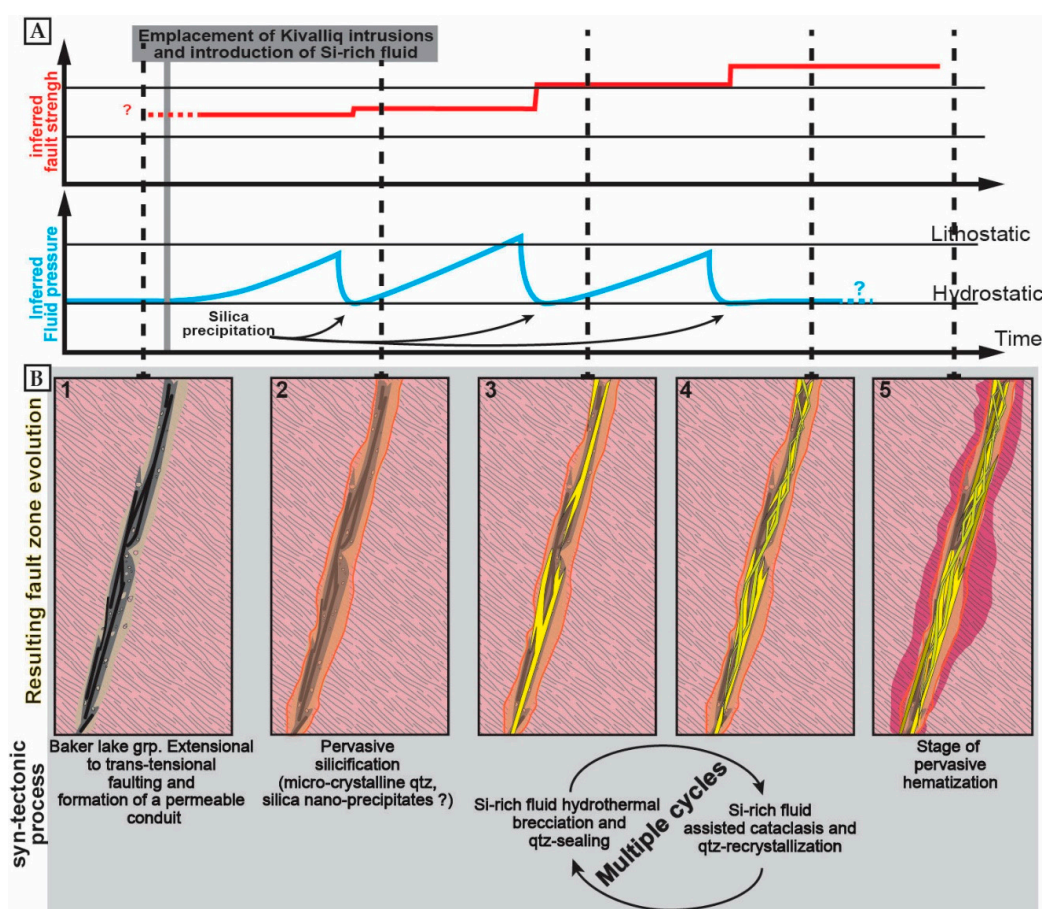 A
Emplacement of Kivalliq intrusions
and introduction of Si-rich fluid
inferred
fault strengh
?
Inferred
Fluid pressure
Lithostatic
Hydrostatic
?
Silica
precipitation
Time
B
Resulting fault zone evolution
1
2
3
4
5
syn-tectonic
process
Baker lake grp. Extensional
to trans-tensional
faulting and
formation of a permeable
conduit
Pervasive
silicification
(micro-crystalline qtz,
silica nano-precipitates ?)
Si-rich fluid hydrothermal
brecciation and
qtz-sealing
Multiple cycles
Si-rich fluid
assisted cataclasis and
qtz-recrystallization
Stage of
pervasive
hematization